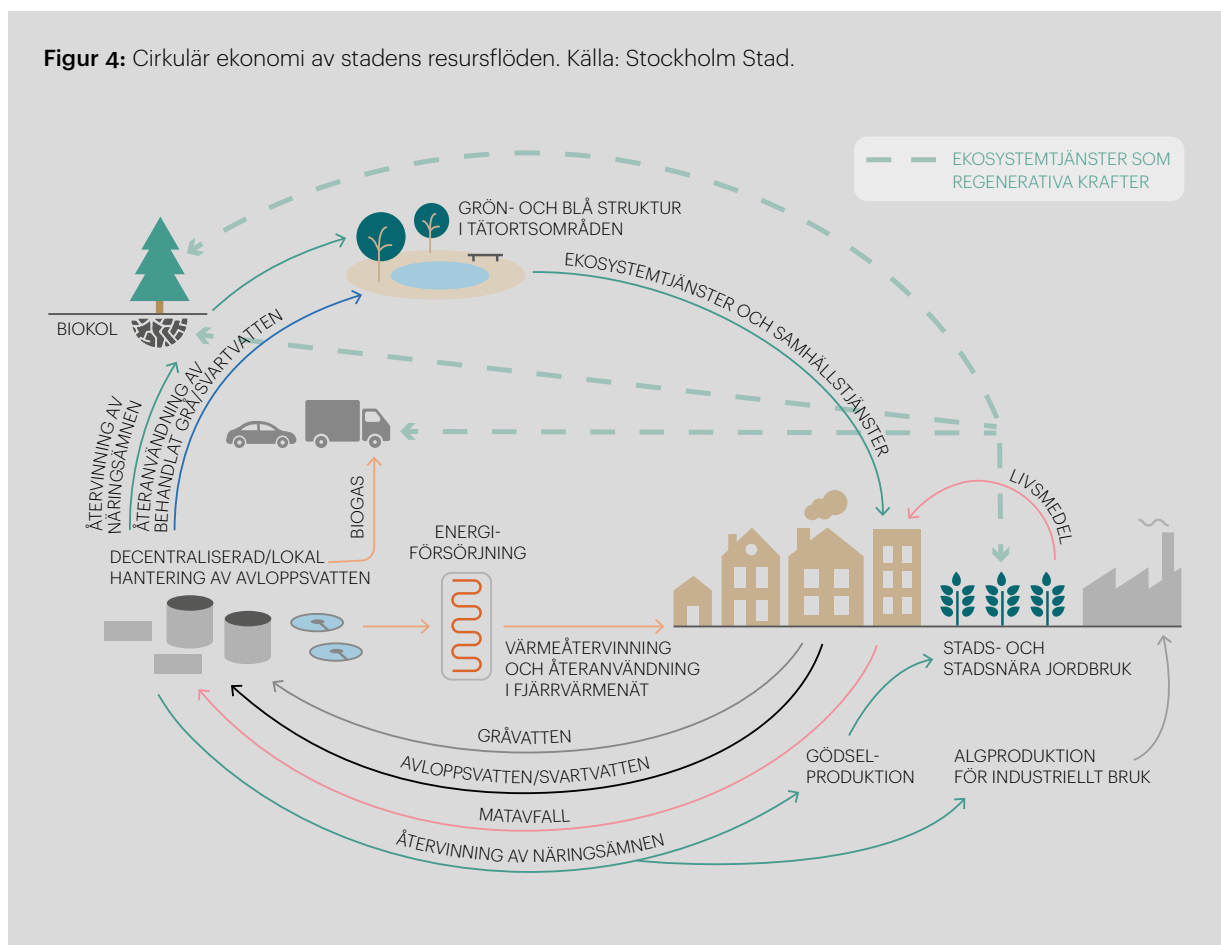 Figur 4: Cirkulär ekonomi av stadens resursflöden. Källa: Stockholm Stad.
EKOSYSTEMTJÄNSTER SOM
REGENERATIVA KRAFTER
GRÖN- OCH BLÅ STRUKTUR
I TÄTORTSOMRÅDEN
EKOSYSTEMTJÄNSTER OCH SAMHÄLLSTJÄNSTER
BIOKOL
ÅTERVINNING AV
NÄRINGSÄMNEN
ÅTERANVÄNDNING AV
BEHANDLAT GRÅ/SVARTVATTEN
BIOGAS
LIVSMEDEL
ENERGI-
FÖRSÖRJNING
DECENTRALISERAD/LOKAL
HANTERING AV AVLOPPSVATTEN
VÄRMEÅTERVINNING
OCH ÅTERANVÄNDNING
I FJÄRRVÄRMENÄT
STADS- OCH
STADSNÄRA JORDBRUK
GRÅVATTEN
AVLOPPSVATTEN/SVARTVATTEN
MATAVFALL
ÅTERVINNING AV NÄRINGSÄMNEN
GÖDSEL-
PRODUKTION
ALGPRODUKTION
FÖR INDUSTRIELLT BRUK